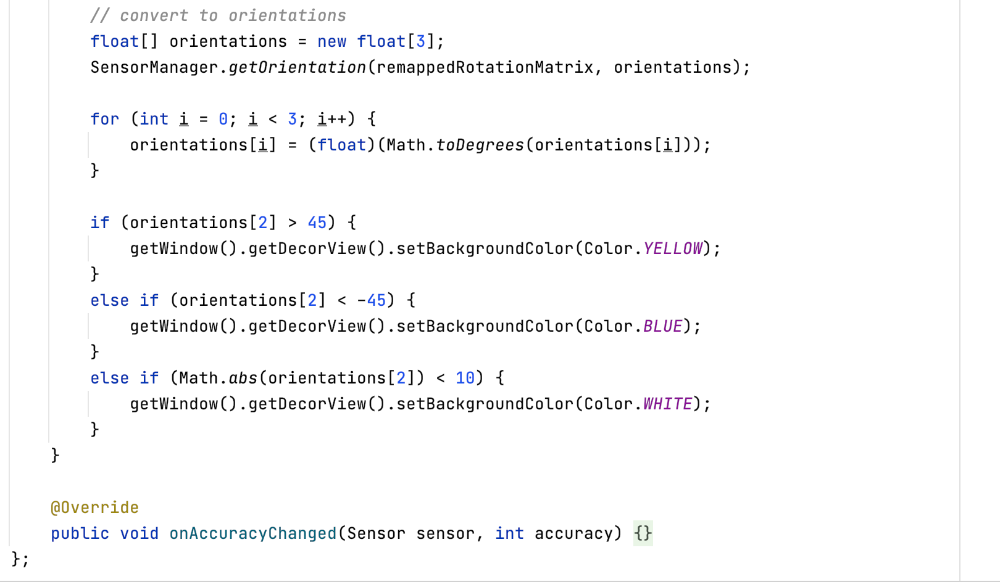 // convert to orientations
float[] orientations = new float[3];
SensorManager.getOrientation(remappedRotationMatrix, orientations);
for (int i = 0; i < 3; i++) {
orientations[i] = (float)(Math.toDegrees(orientations[i]));
}
if (orientations[2] > 45) {
getWindow().getDecorView().setBackgroundColor(Color.YELLOW);
}
else if (orientations[2] < -45) {
getWindow().getDecorView().setBackgroundColor(Color.BLUE);
}
else if (Math.abs(orientations[2]) < 10) {
getWindow().getDecorView().setBackgroundColor(Color.WHITE);
}
}
@Override
public void onAccuracyChanged(Sensor sensor, int accuracy) {}
};